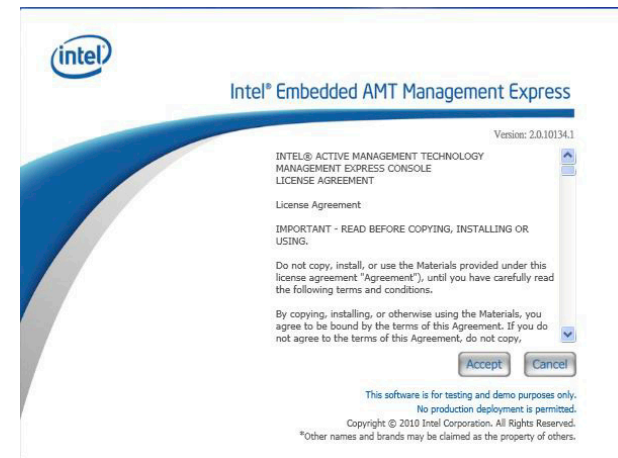 intel
Intel® Embedded AMT Management Express
Version: 2.0.10134.1
INTEL® ACTIVE MANAGEMENT TECHNOLOGY
MANAGEMENT EXPRESS CONSOLE
LICENSE AGREEMENT
License Agreement
IMPORTANT - READ BEFORE COPYING, INSTALLING OR
USING.
Do not copy, install, or use the Materials provided under this
license agreement "Agreement"), until you have carefully read
the following terms and conditions.
By copying, installing, or otherwise using the Materials, you
agree to be bound by the terms of this Agreement. If you do
not agree to the terms of this Agreement, do not copy,
Accept Cancel
This software is for testing and demo purposes only.
No production deployment is permitted.
Copyright © 2010 Intel Corporation. All Rights Reserved.
*Other names and brands may be claimed as the property of others.